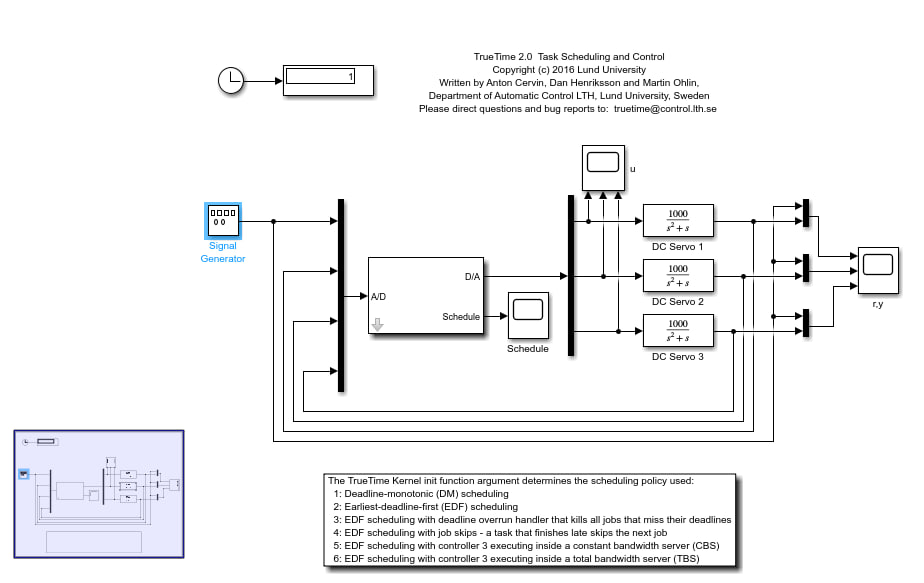 TrueTime 2.0 Task Scheduling and Control
Copyright (c) 2016 Lund University
Written by Anton Cervin, Dan Henriksson and Martin Ohlin,
Department of Automatic Control LTH, Lund University, Sweden
Please direct questions and bug reports to: truetime@control.lth.se
1
u
Signal
Generator
A/D
D/A
Schedule
Schedule
1000
s² + s
DC Servo 1
1000
s² + s
DC Servo 2
1000
s² + s
DC Servo 3
r,y
The TrueTime Kernel init function argument determines the scheduling policy used:
1: Deadline-monotonic (DM) scheduling
2: Earliest-deadline-first (EDF) scheduling
3: EDF scheduling with deadline overrun handler that kills all jobs that miss their deadlines
4: EDF scheduling with job skips - a task that finishes late skips the next job
5: EDF scheduling with controller 3 executing inside a constant bandwidth server (CBS)
6: EDF scheduling with controller 3 executing inside a total bandwidth server (TBS)